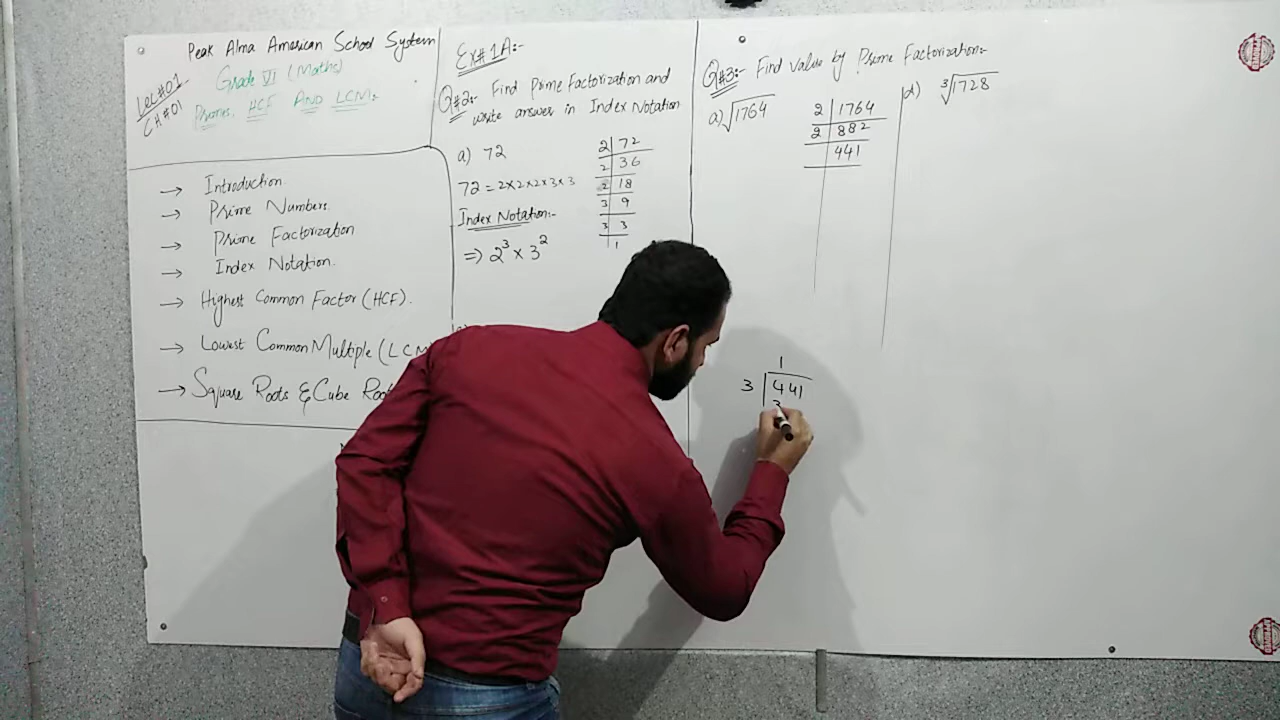 Peak Alma American School System
Lec#01
CH#01
Grade VI (Maths)
Primes, HCF AND LCM.
→ Introduction.
→ Prime Numbers.
→ Prime Factorization
→ Index Notation.
→ Highest Common Factor (HCF).
→ Lowest Common Multiple (LCM
→ Square Roots & Cube Roo
Ex# 1A:-
Q#2:- Find Prime Factorization and
write answer in Index Notation
a) 72
72 = 2×2×2×3×3
Index Notation:-
⇒ 2³ × 3²
2 | 72
2 | 36
2 | 18
3 | 9
3 | 3
| 1
Q#3:- Find value by Prime Factorization:-
a) √1764
2 | 1764
2 | 882
| 441
1
3 | 441
3
d) ∛1728